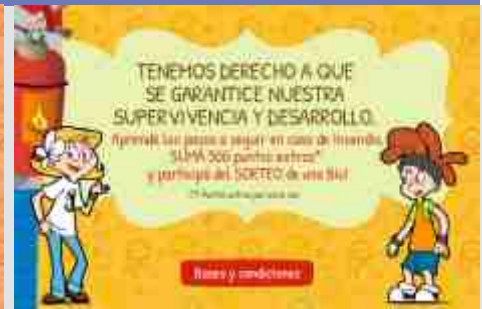 TENEMOS DERECHO A QUE
SE GARANTICE NUESTRA
SUPERVIVENCIA Y DESARROLLO.
Aprendé los pasos a seguir en caso de incendio,
SUMÁ 500 puntos extras*
y participá del SORTEO de una Bici
Bases y condiciones